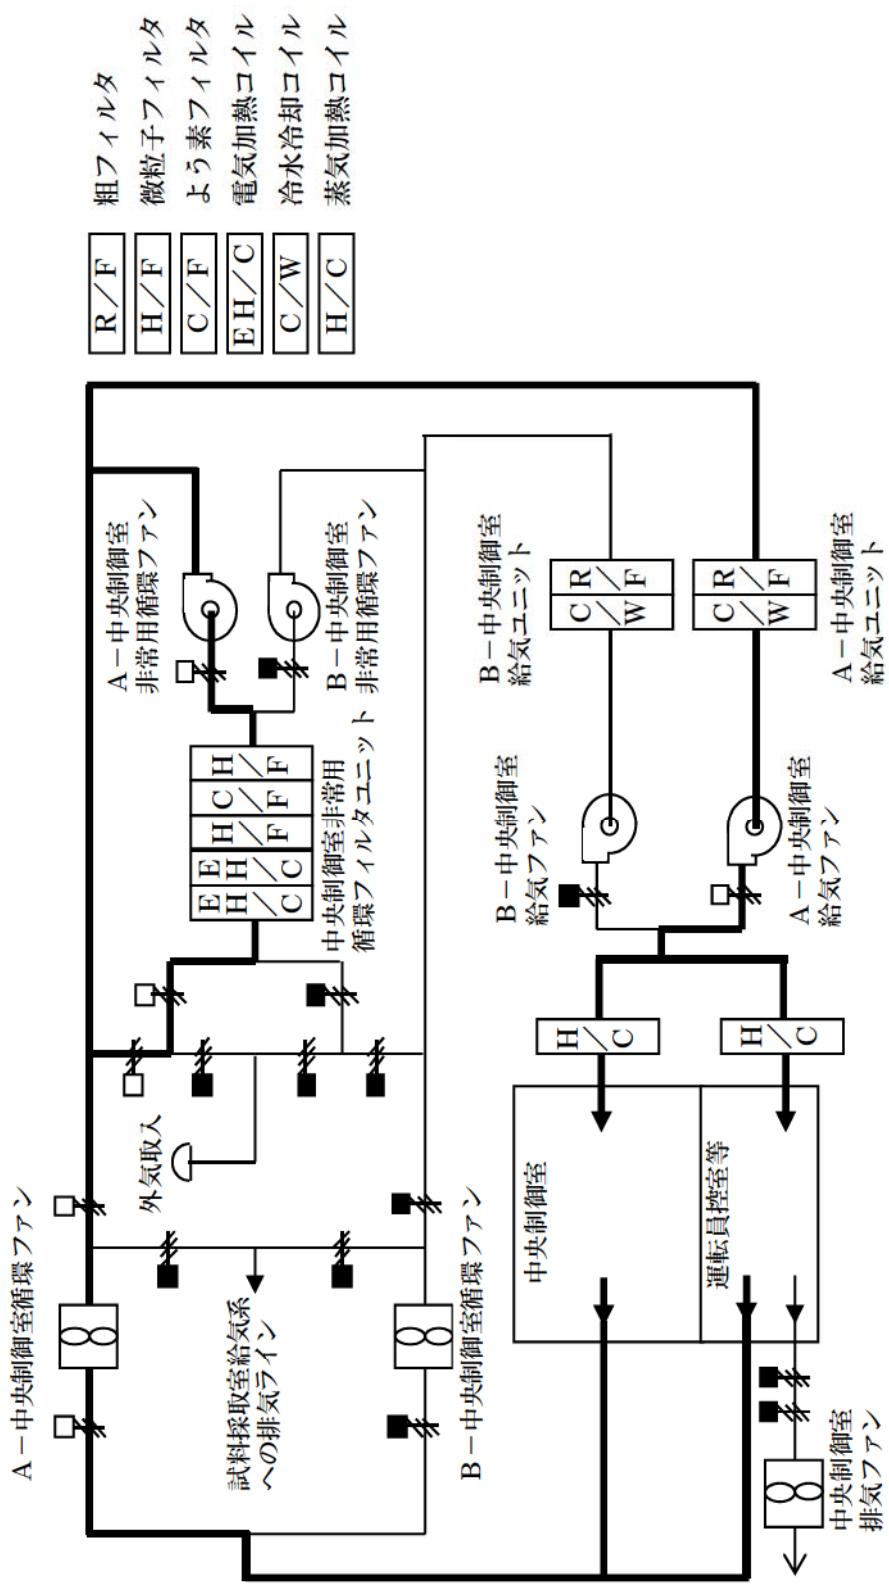 A－中央制御室循環ファン
試料採取室給気系
への排気ライン
B－中央制御室循環ファン
外気取入
A－中央制御室
非常用循環ファン
B－中央制御室
非常用循環ファン
中央制御室非常用
循環フィルタユニット
EH/C
EH/C
H/F
C/F
H/F
R/F 粗フィルタ
H/F 微粒子フィルタ
C/F よう素フィルタ
EH/C 電気加熱コイル
C/W 冷水冷却コイル
H/C 蒸気加熱コイル
中央制御室
運転員控室等
中央制御室
排気ファン
H/C
H/C
B－中央制御室
給気ファン
A－中央制御室
給気ファン
B－中央制御室
給気ユニット
C/W
R/F
C/W
R/F
A－中央制御室
給気ユニット